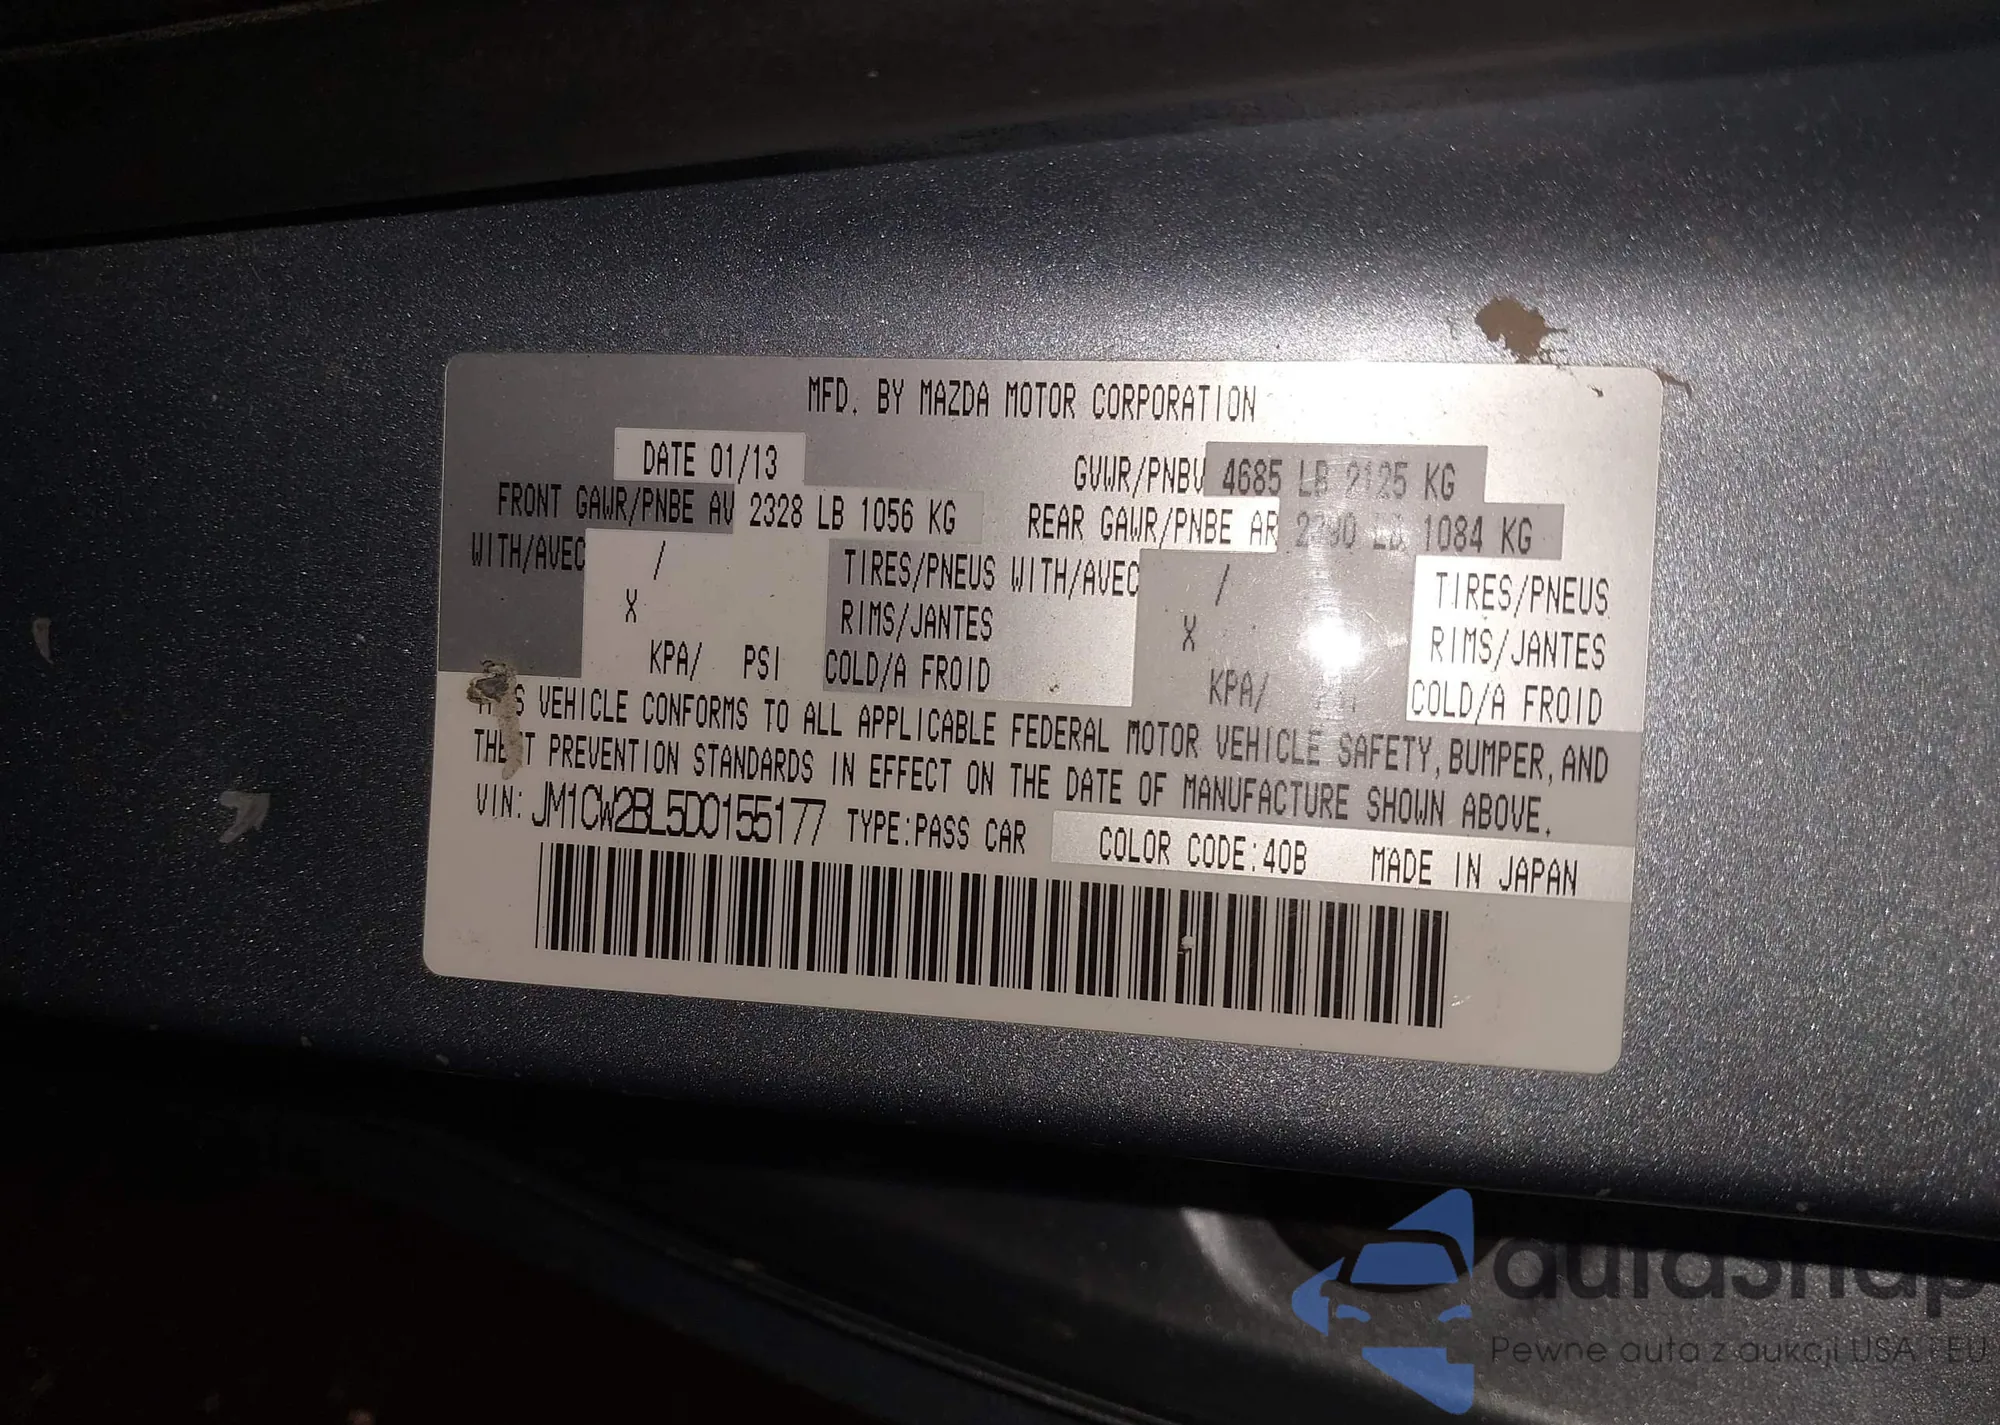 MFD. BY MAZDA MOTOR CORPORATION
DATE 01/13 GVWR/PNBV 4685 LB 2125 KG
FRONT GAWR/PNBE AV 2328 LB 1056 KG REAR GAWR/PNBE AR LB 1084 KG
WITH/AVEC / TIRES/PNEUS WITH/AVEC / TIRES/PNEUS
X RIMS/JANTES X RIMS/JANTES
KPA/ PSI COLD/A FROID KPA/ COLD/A FROID
VEHICLE CONFORMS TO ALL APPLICABLE FEDERAL MOTOR VEHICLE SAFETY, BUMPER, AND
THEFT PREVENTION STANDARDS IN EFFECT ON THE DATE OF MANUFACTURE SHOWN ABOVE.
VIN: JM1CW2BL5D0155177 TYPE:PASS CAR COLOR CODE:40B MADE IN JAPAN
autasnap
Pewne auta z aukcji USA i EU